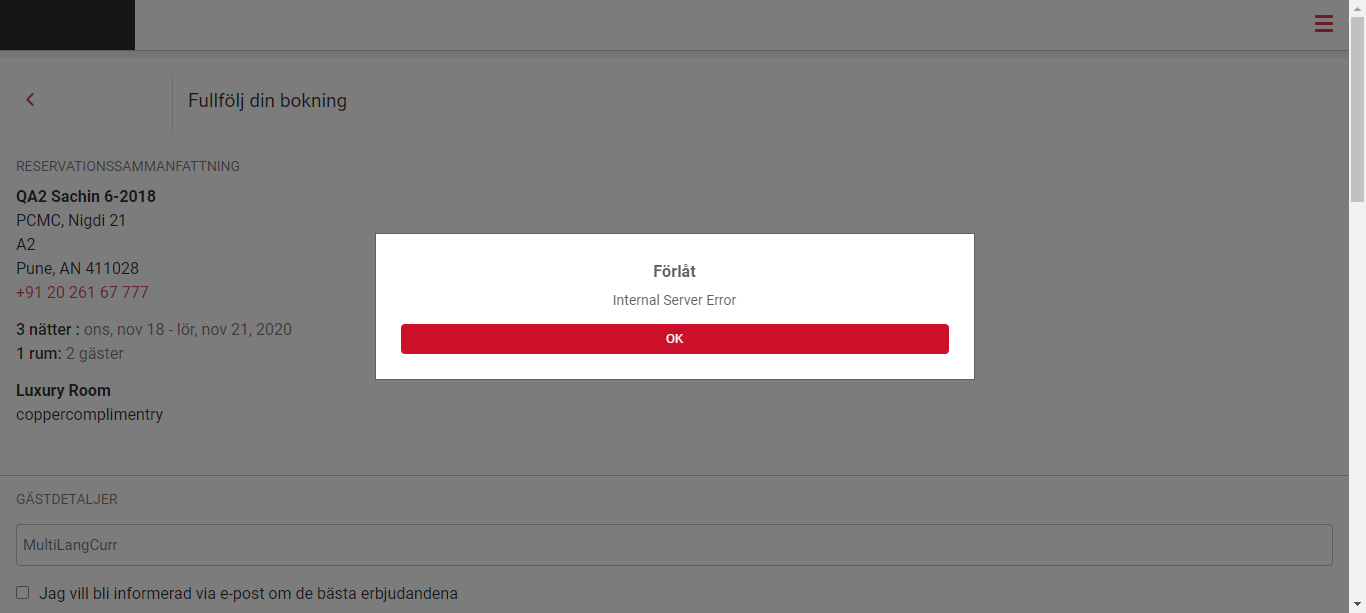 Fullfölj din bokning
RESERVATIONSSAMMANFATTNING
QA2 Sachin 6-2018
PCMC, Nigdi 21
A2
Pune, AN 411028
+91 20 261 67 777
3 nätter : ons, nov 18 - lör, nov 21, 2020
1 rum: 2 gäster
Luxury Room
coppercomplimentry
Förlåt
Internal Server Error
OK
GÄSTDETALJER
MultiLangCurr
Jag vill bli informerad via e-post om de bästa erbjudandena